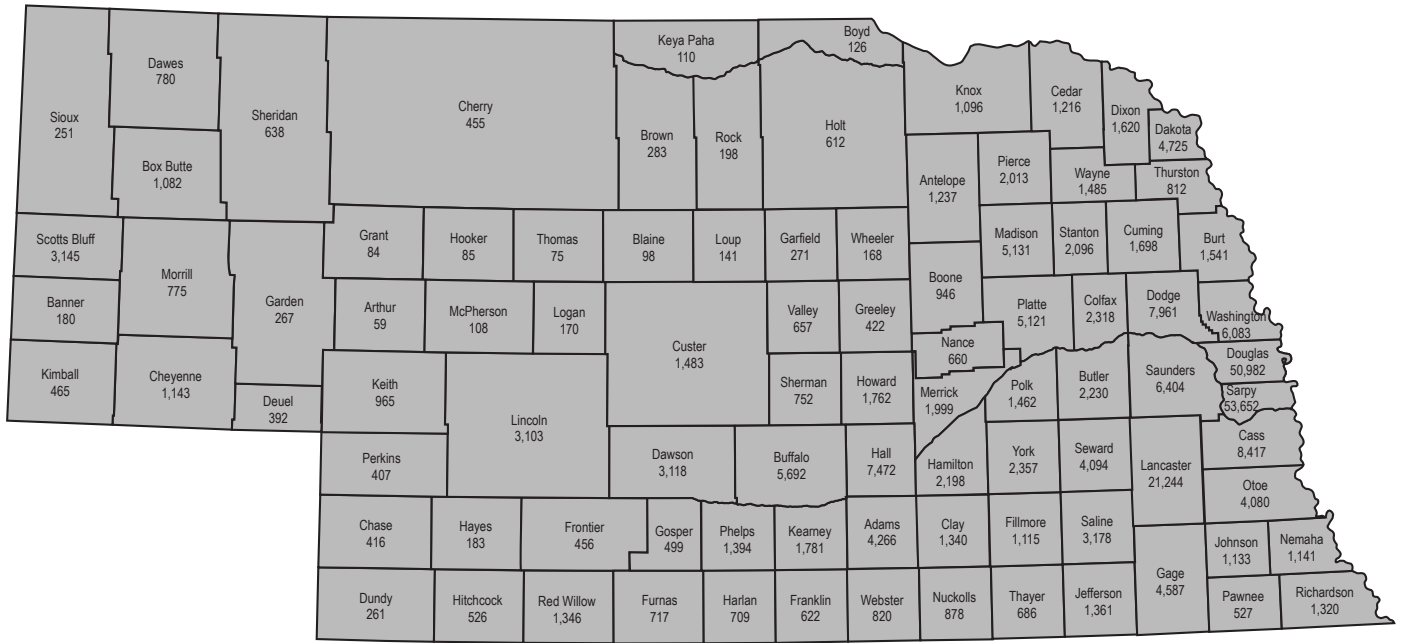 Sioux
251
Dawes
780
Box Butte
1,082
Sheridan
638
Cherry
455
Keya Paha
110
Boyd
126
Brown
283
Rock
198
Holt
612
Knox
1,096
Cedar
1,216
Dixon
1,620
Dakota
4,725
Antelope
1,237
Pierce
2,013
Wayne
1,485
Thurston
812
Scotts Bluff
3,145
Morrill
775
Garden
267
Grant
84
Hooker
85
Thomas
75
Blaine
98
Loup
141
Garfield
271
Wheeler
168
Boone
946
Madison
5,131
Stanton
2,096
Cuming
1,698
Burt
1,541
Banner
180
Arthur
59
McPherson
108
Logan
170
Custer
1,483
Valley
657
Greeley
422
Nance
660
Platte
5,121
Colfax
2,318
Dodge
7,961
Washington
6,083
Kimball
465
Cheyenne
1,143
Deuel
392
Keith
965
Lincoln
3,103
Sherman
752
Howard
1,762
Merrick
1,999
Polk
1,462
Butler
2,230
Saunders
6,404
Douglas
50,982
Sarpy
53,652
Perkins
407
Dawson
3,118
Buffalo
5,692
Hall
7,472
Hamilton
2,198
York
2,357
Seward
4,094
Lancaster
21,244
Cass
8,417
Otoe
4,080
Chase
416
Hayes
183
Frontier
456
Gosper
499
Phelps
1,394
Kearney
1,781
Adams
4,266
Clay
1,340
Fillmore
1,115
Saline
3,178
Gage
4,587
Johnson
1,133
Nemaha
1,141
Dundy
261
Hitchcock
526
Red Willow
1,346
Furnas
717
Harlan
709
Franklin
622
Webster
820
Nuckolls
878
Thayer
686
Jefferson
1,361
Pawnee
527
Richardson
1,320